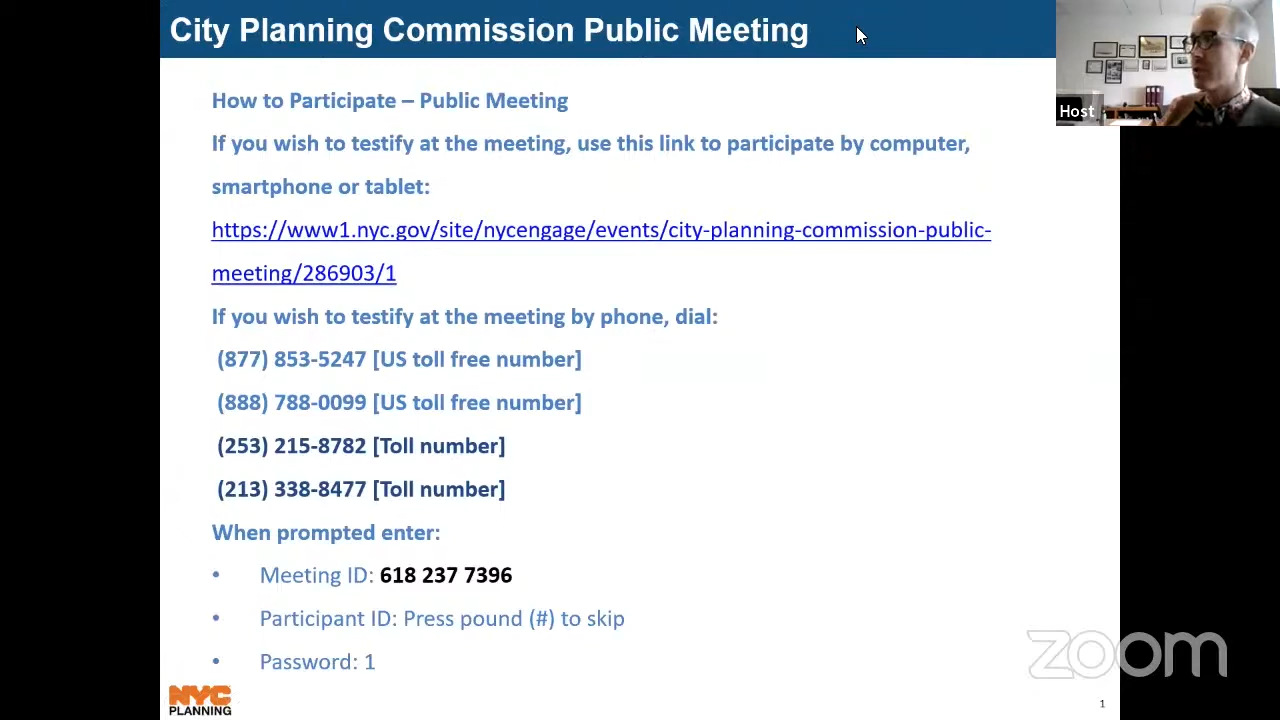 City Planning Commission Public Meeting
Host
How to Participate – Public Meeting
If you wish to testify at the meeting, use this link to participate by computer,
smartphone or tablet:
https://www1.nyc.gov/site/nycengage/events/city-planning-commission-public-
meeting/286903/1
If you wish to testify at the meeting by phone, dial:
(877) 853-5247 [US toll free number]
(888) 788-0099 [US toll free number]
(253) 215-8782 [Toll number]
(213) 338-8477 [Toll number]
When prompted enter:
• Meeting ID: 618 237 7396
• Participant ID: Press pound (#) to skip
• Password: 1
zoom
NYC
PLANNING
1